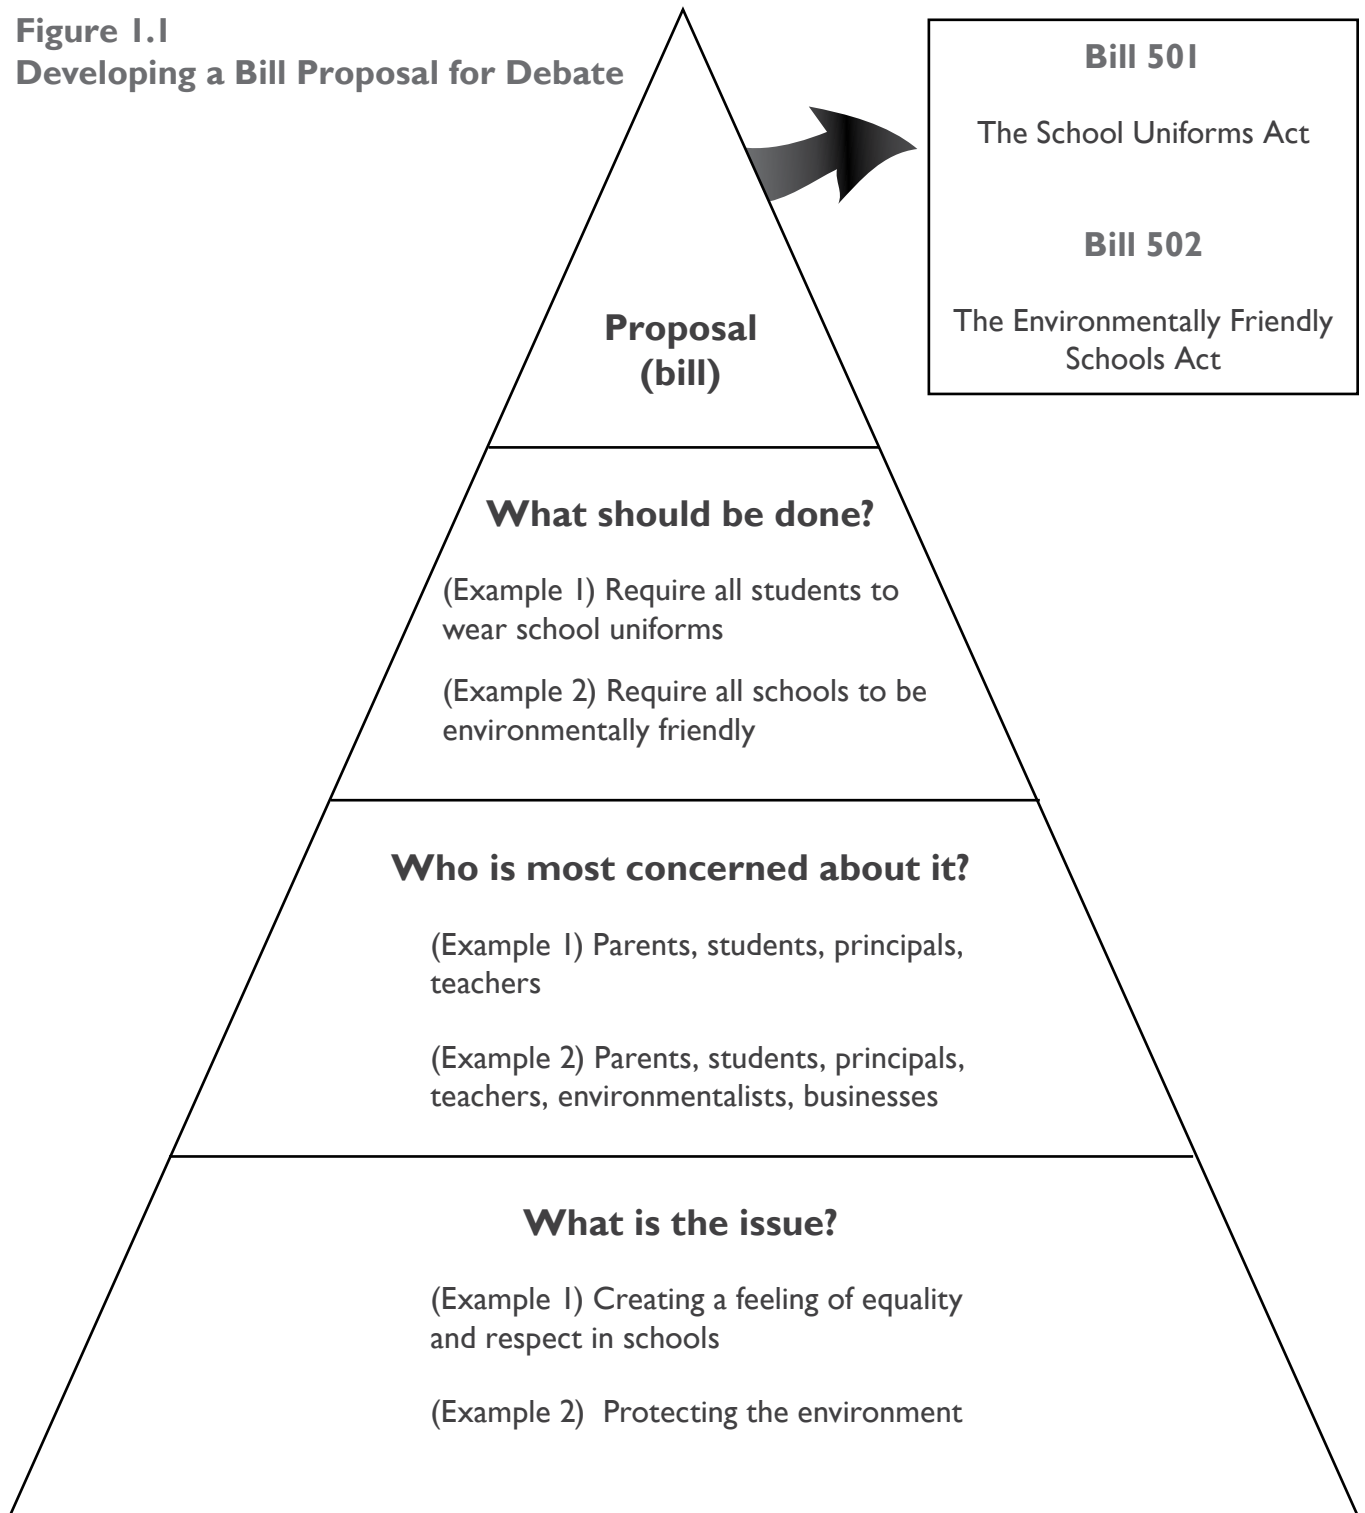 Figure 1.1
Developing a Bill Proposal for Debate
Bill 501
The School Uniforms Act
Bill 502
The Environmentally Friendly
Schools Act
Proposal
(bill)
What should be done?
(Example 1) Require all students to
wear school uniforms
(Example 2) Require all schools to be
environmentally friendly
Who is most concerned about it?
(Example 1) Parents, students, principals,
teachers
(Example 2) Parents, students, principals,
teachers, environmentalists, businesses
What is the issue?
(Example 1) Creating a feeling of equality
and respect in schools
(Example 2)  Protecting the environment